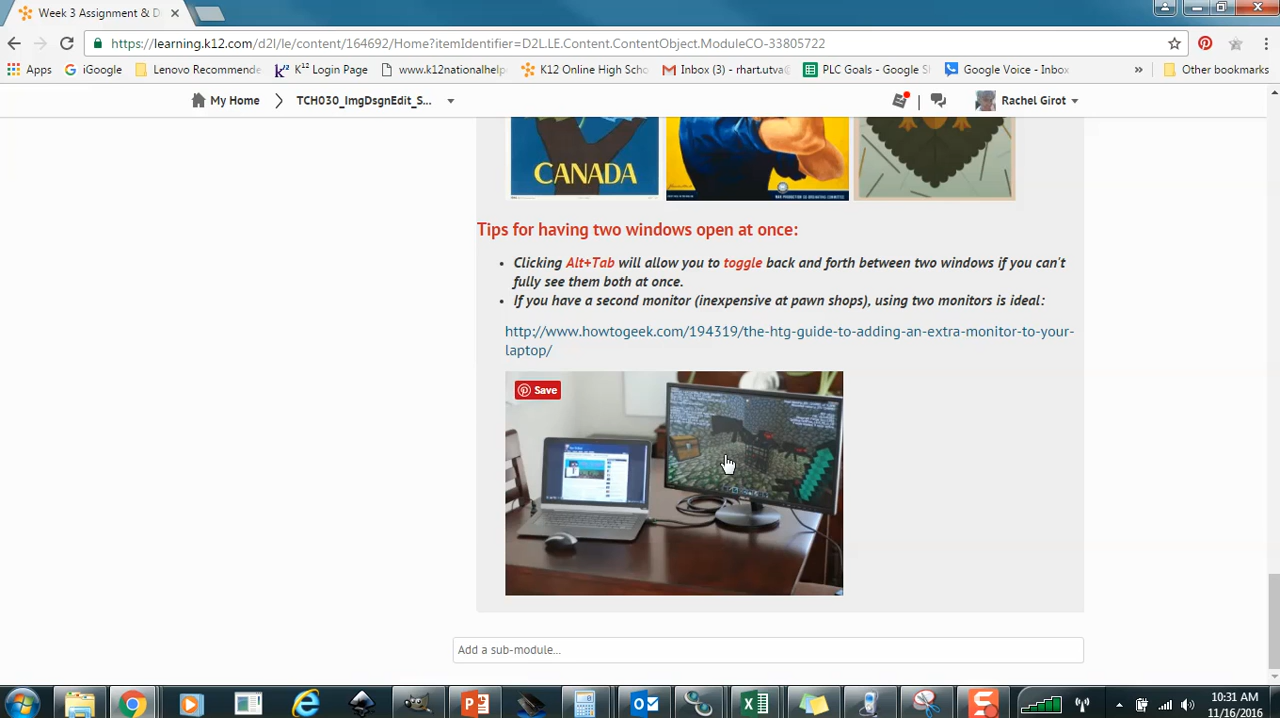 Week 3 Assignment & D
https://learning.k12.com/d2l/le/content/164692/Home?itemIdentifier=D2L.LE.Content.ContentObject.ModuleCO-33805722
Apps iGoogle Lenovo Recommende K¹² Login Page www.k12nationalhelp K12 Online High Scho Inbox (3) - rhart.utva PLC Goals - Google S Google Voice - Inbox » Other bookmarks
My Home TCH030_ImgDsgnEdit_S... Rachel Girot
CANADA
Tips for having two windows open at once:
• Clicking Alt+Tab will allow you to toggle back and forth between two windows if you can't
fully see them both at once.
• If you have a second monitor (inexpensive at pawn shops), using two monitors is ideal:
http://www.howtogeek.com/194319/the-htg-guide-to-adding-an-extra-monitor-to-your-
laptop/
Save
Add a sub-module...
10:31 AM
11/16/2016